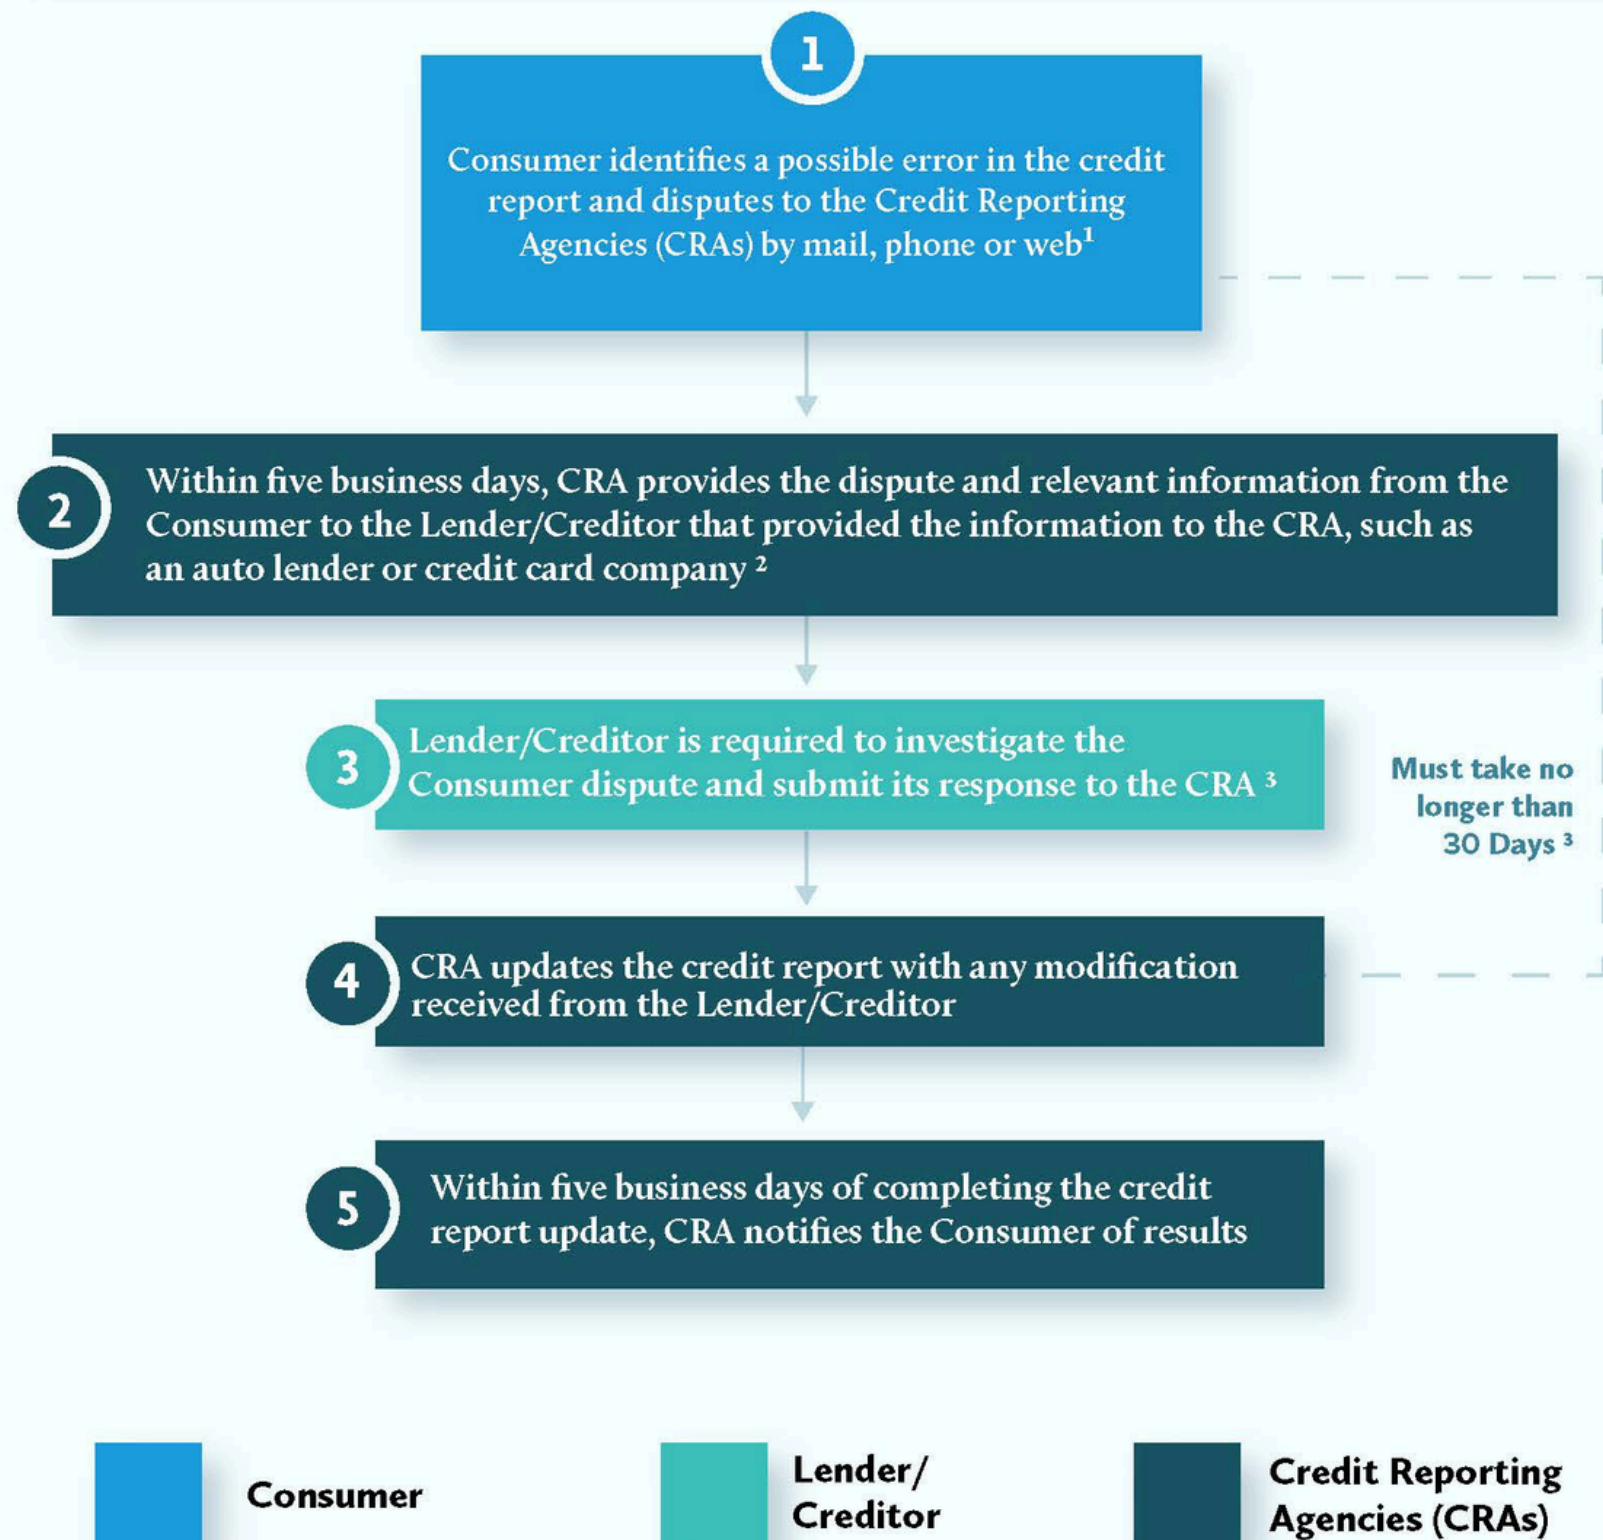 1
Consumer identifies a possible error in the credit
report and disputes to the Credit Reporting
Agencies (CRAs) by mail, phone or web¹
2
Within five business days, CRA provides the dispute and relevant information from the
Consumer to the Lender/Creditor that provided the information to the CRA, such as
an auto lender or credit card company ²
3
Lender/Creditor is required to investigate the
Consumer dispute and submit its response to the CRA ³
Must take no
longer than
30 Days ³
4
CRA updates the credit report with any modification
received from the Lender/Creditor
5
Within five business days of completing the credit
report update, CRA notifies the Consumer of results
Consumer
Lender/
Creditor
Credit Reporting
Agencies (CRAs)